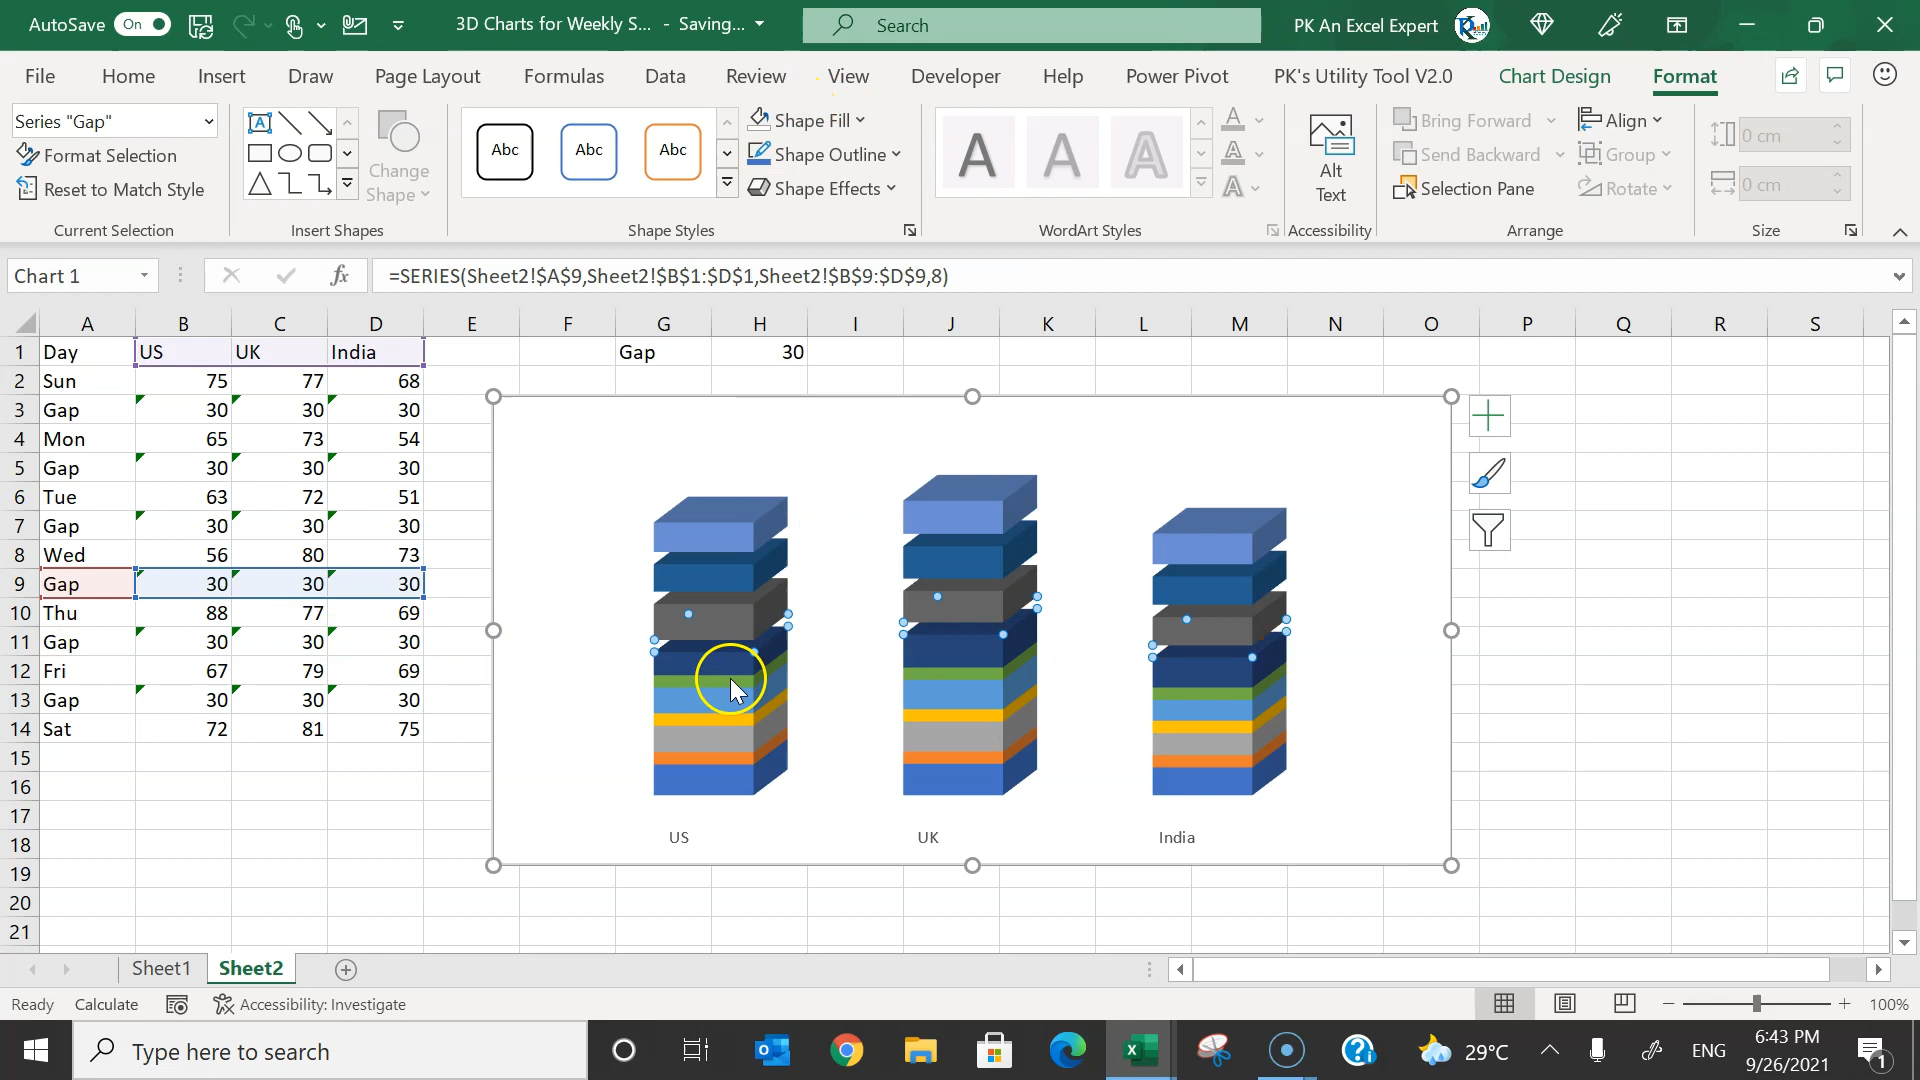 AutoSave On 3D Charts for Weekly S... - Saving... Search PK An Excel Expert
File Home Insert Draw Page Layout Formulas Data Review View Developer Help Power Pivot PK's Utility Tool V2.0 Chart Design Format
Series "Gap"
Format Selection
Reset to Match Style
Current Selection
Change
Shape
Insert Shapes
Abc Abc Abc
Shape Fill
Shape Outline
Shape Effects
Shape Styles
A A A
WordArt Styles
Alt
Text
Accessibility
Bring Forward
Send Backward
Selection Pane
Align
Group
Rotate
Arrange
0 cm
0 cm
Size
Chart 1 fx =SERIES(Sheet2!$A$9,Sheet2!$B$1:$D$1,Sheet2!$B$9:$D$9,8)
A B C D E F G H I J K L M N O P Q R S
1 Day US UK India Gap 30
2 Sun 75 77 68
3 Gap 30 30 30
4 Mon 65 73 54
5 Gap 30 30 30
6 Tue 63 72 51
7 Gap 30 30 30
8 Wed 56 80 73
9 Gap 30 30 30
10 Thu 88 77 69
11 Gap 30 30 30
12 Fri 67 79 69
13 Gap 30 30 30
14 Sat 72 81 75
15
16
17
18
19
20
21
US UK India
Sheet1 Sheet2
Ready Calculate Accessibility: Investigate 100%
Type here to search 29°C ENG 6:43 PM
9/26/2021 1